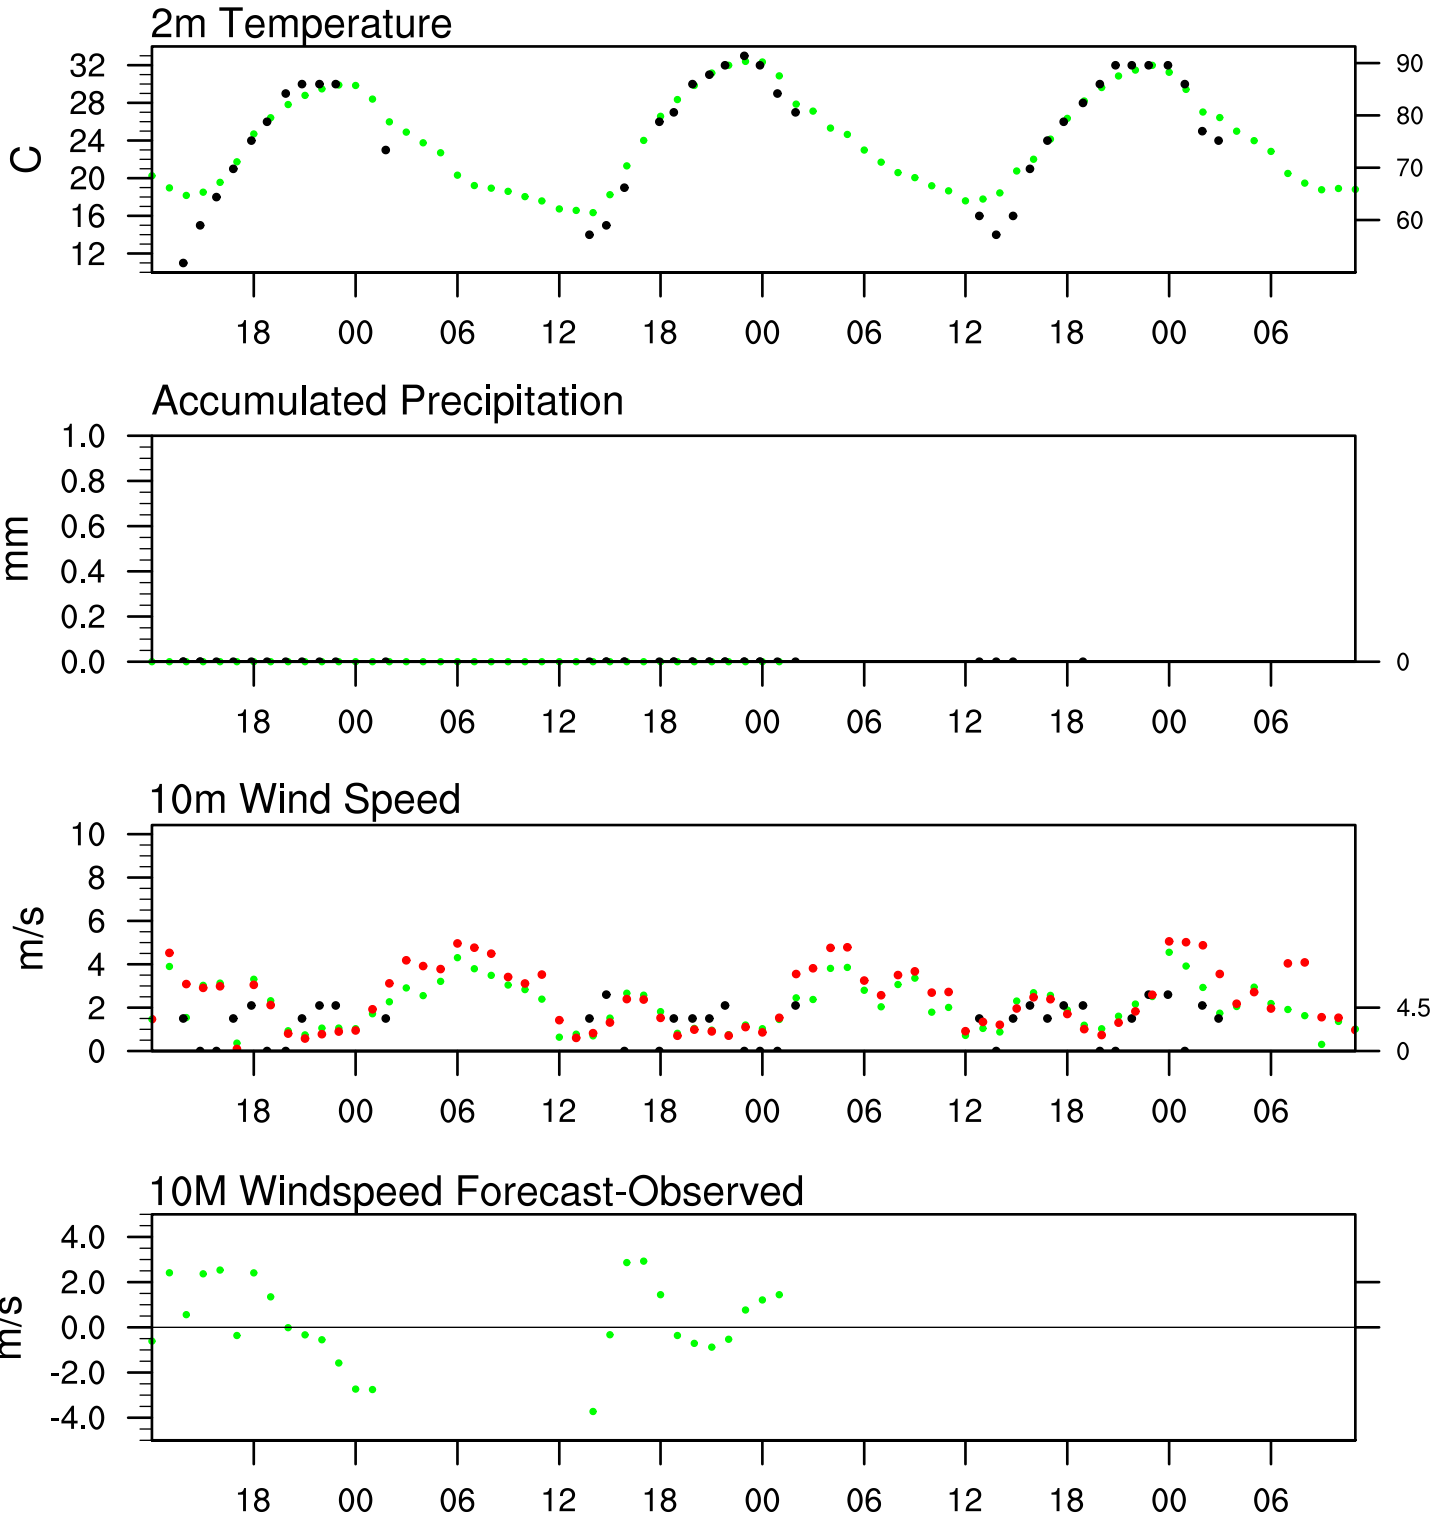 2m Temperature
32 90
28
80
24
C
70
20
16 60
12
18 00 06 12 18 00 06 12 18 00 06
Accumulated Precipitation
1.0
0.8
0.6
mm
0.4
0.2
0.0 0
18 00 06 12 18 00 06 12 18 00 06
10m Wind Speed
10
8
6
m/s
4
2 4.5
0 0
18 00 06 12 18 00 06 12 18 00 06
10M Windspeed Forecast-Observed
4.0
2.0
0.0
m/s
-2.0
-4.0
18 00 06 12 18 00 06 12 18 00 06